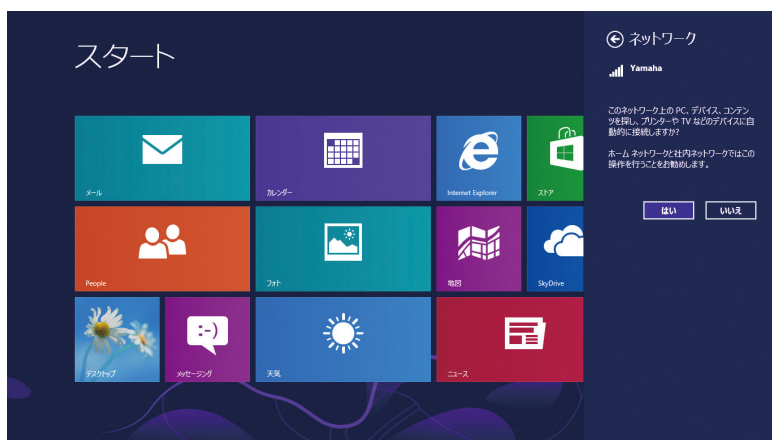 スタート
メール
カレンダー
Internet Explorer
ストア
People
フォト
地図
SkyDrive
デスクトップ
:-)
メッセージング
天気
ニュース
ネットワーク
Yamaha
このネットワーク上の PC、デバイス、コンテン
ツを探し、プリンターや TV などのデバイスに自
動的に接続しますか?
ホーム ネットワークと社内ネットワークではこの
操作を行うことをお勧めします。
はい
いいえ